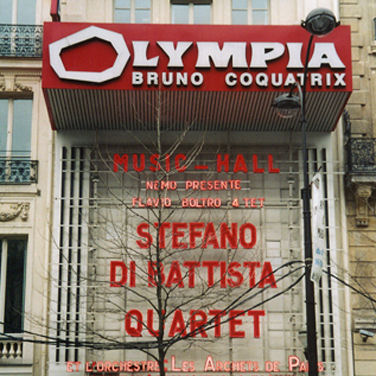 OLYMPIA
BRUNO COQUATRIX
MUSIC-HALL
NEMO PRESENTE
FLAVIO BOLTRO 4TET
STEFANO
DI BATTISTA
QUARTET
ET L'ORCHESTRE LES ARCHETS DE PARIS